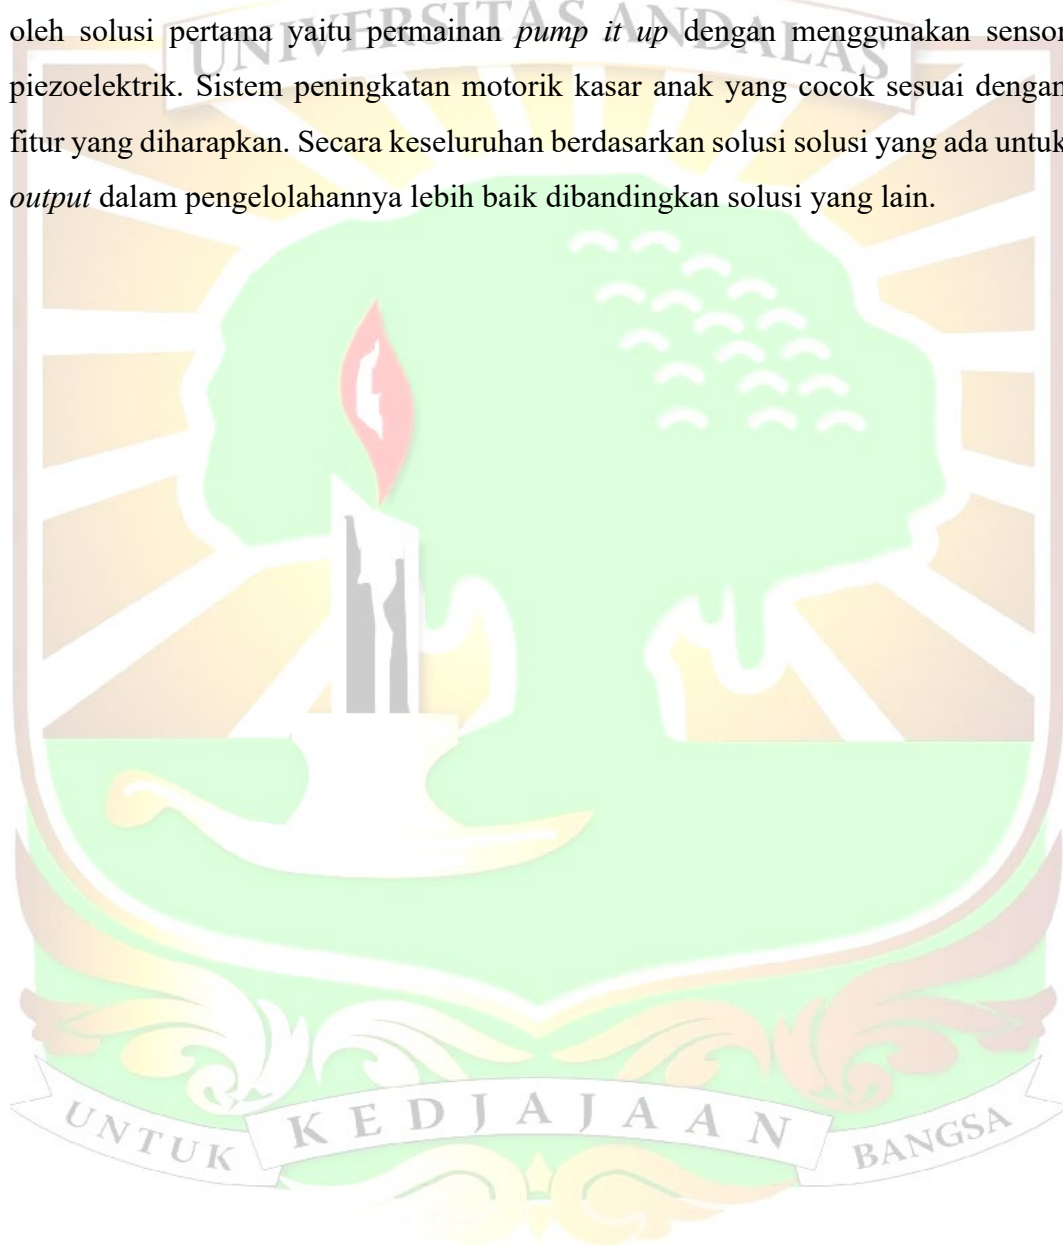 UNIVERSITAS ANDALAS
oleh solusi pertama yaitu permainan pump it up dengan menggunakan sensor
piezoelektrik. Sistem peningkatan motorik kasar anak yang cocok sesuai dengan
fitur yang diharapkan. Secara keseluruhan berdasarkan solusi solusi yang ada untuk
output dalam pengelolahannya lebih baik dibandingkan solusi yang lain.
UNTUK KEDJAJAAN BANGSA